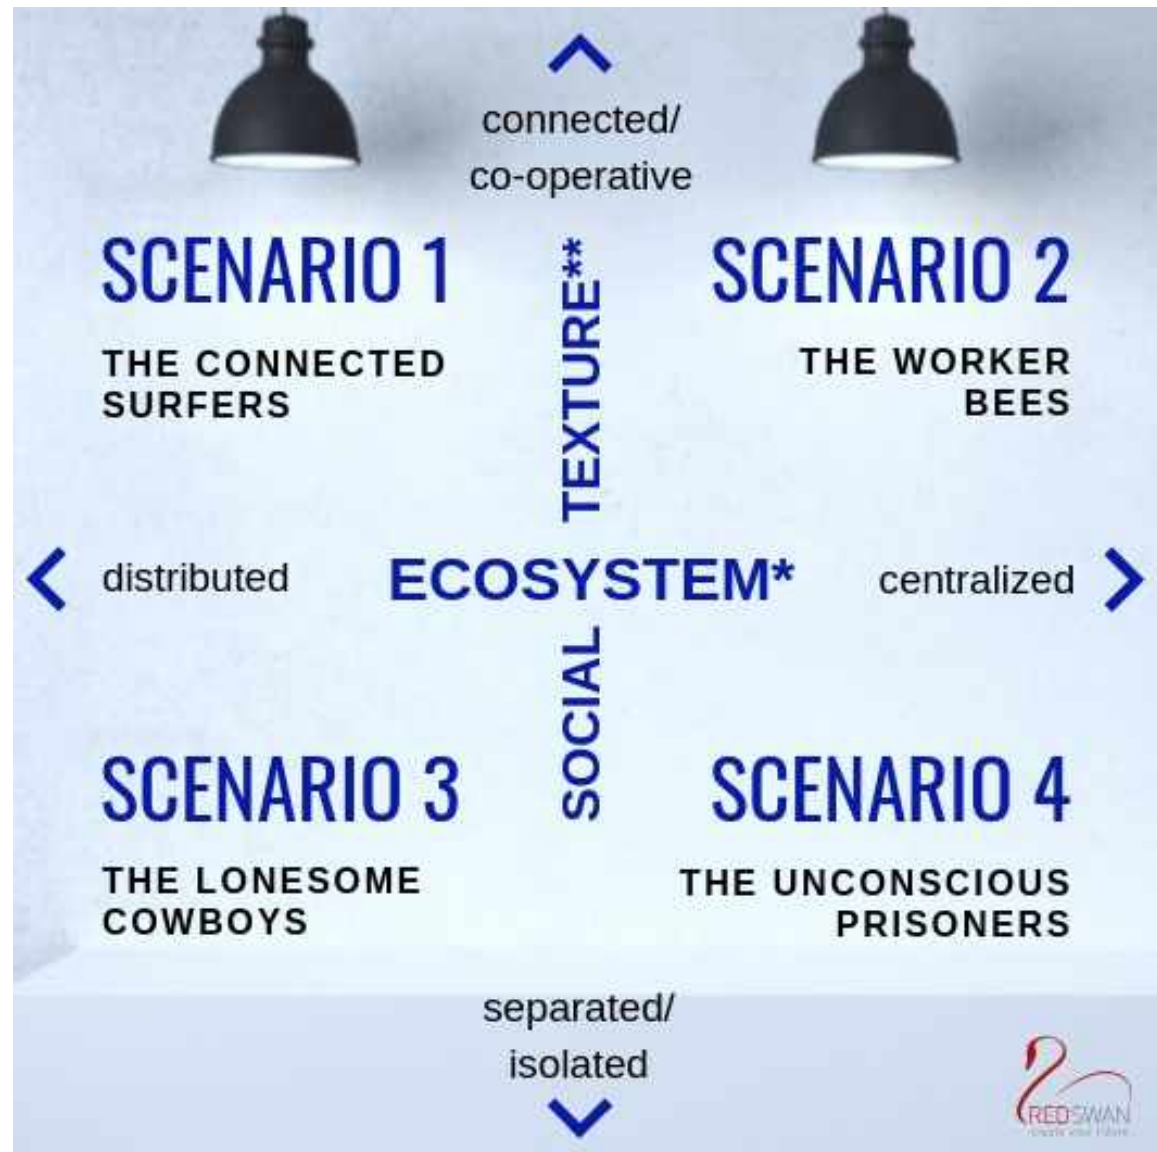 connected/
co-operative
SCENARIO 1
THE CONNECTED
SURFERS
SCENARIO 2
THE WORKER
BEES
SOCIAL TEXTURE**
distributed
ECOSYSTEM*
centralized
SCENARIO 3
THE LONESOME
COWBOYS
SCENARIO 4
THE UNCONSCIOUS
PRISONERS
separated/
isolated
REDSWAN